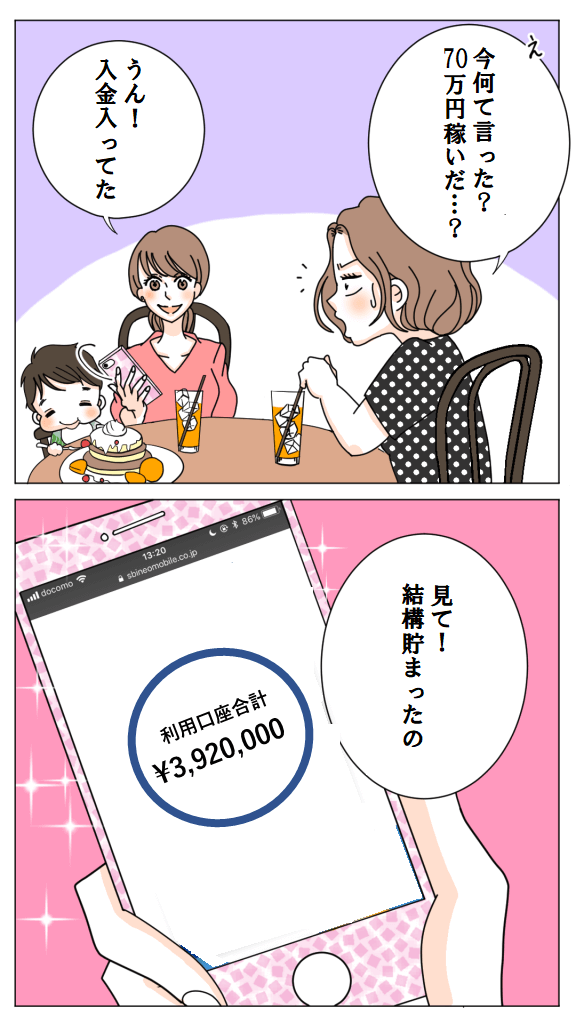 え
今何て言った？
70万円稼いだ…？
うん！
入金入ってた
見て！
結構貯まったの
docomo
13:20
86%
sbineomobile.co.jp
利用口座合計
¥3,920,000